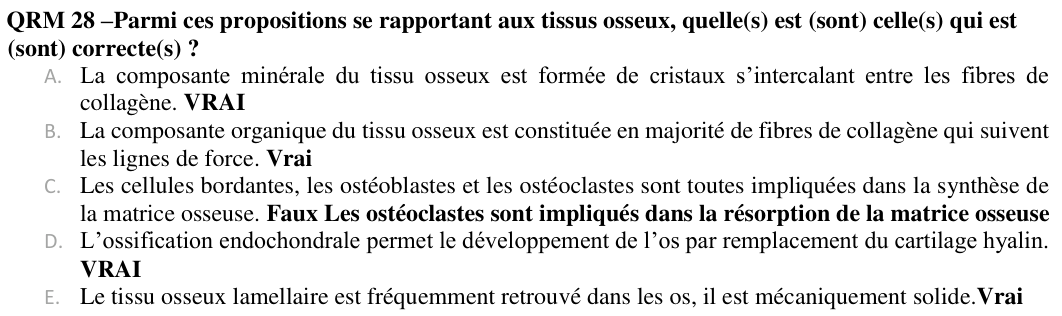 QRM 28 –Parmi ces propositions se rapportant aux tissus osseux, quelle(s) est (sont) celle(s) qui est
(sont) correcte(s) ?
A. La composante minérale du tissu osseux est formée de cristaux s’intercalant entre les fibres de
collagène. VRAI
B. La composante organique du tissu osseux est constituée en majorité de fibres de collagène qui suivent
les lignes de force. Vrai
C. Les cellules bordantes, les ostéoblastes et les ostéoclastes sont toutes impliquées dans la synthèse de
la matrice osseuse. Faux Les ostéoclastes sont impliqués dans la résorption de la matrice osseuse
D. L’ossification endochondrale permet le développement de l’os par remplacement du cartilage hyalin.
VRAI
E. Le tissu osseux lamellaire est fréquemment retrouvé dans les os, il est mécaniquement solide.Vrai